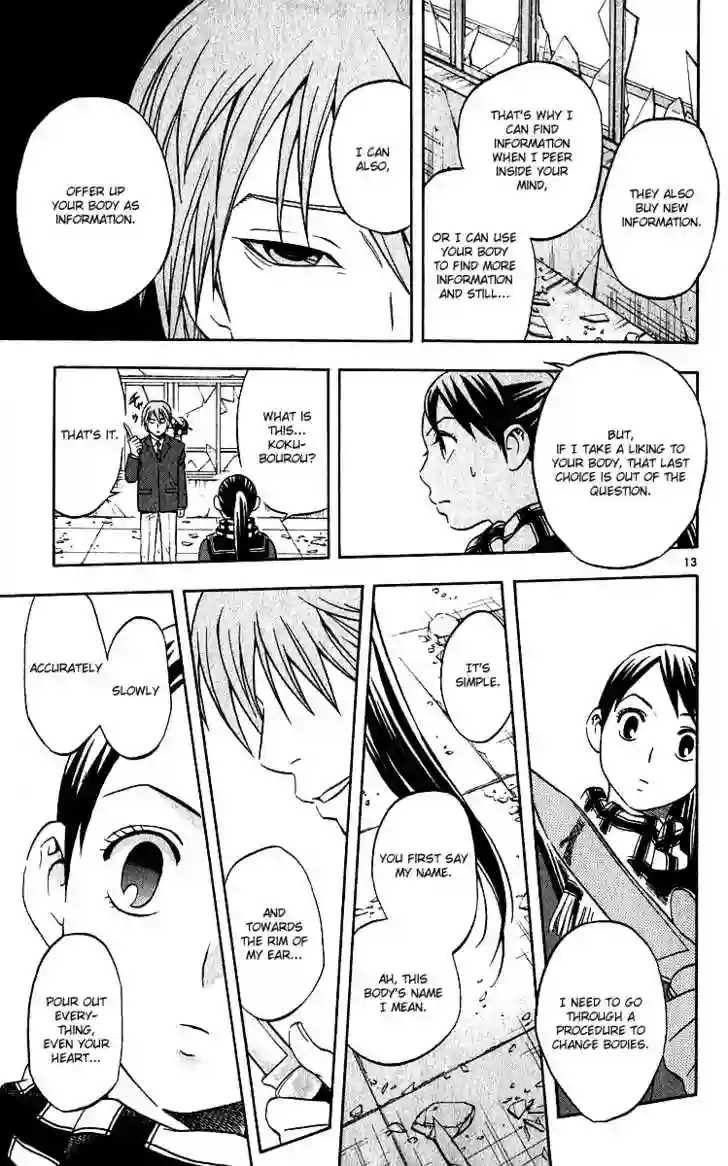 THEY ALSO
BUY NEW
INFORMATION.
THAT'S WHY I
CAN FIND
INFORMATION
WHEN I PEER
INSIDE YOUR
MIND,
OR I CAN USE
YOUR BODY
TO FIND MORE
INFORMATION
AND STILL...
I CAN
ALSO,
OFFER UP
YOUR BODY AS
INFORMATION.
BUT,
IF I TAKE A LIKING TO
YOUR BODY, THAT LAST
CHOICE IS OUT OF THE
QUESTION.
WHAT IS
THIS...
KOKU-
BOUROU?
THAT'S IT.
13
I NEED TO GO
THROUGH A
PROCEDURE TO
CHANGE BODIES.
IT'S
SIMPLE.
YOU FIRST SAY
MY NAME.
AH, THIS
BODY'S NAME
I MEAN.
AND
TOWARDS
THE RIM OF
MY EAR...
SLOWLY
ACCURATELY
POUR OUT
EVERY-
THING,
EVEN YOUR
HEART...